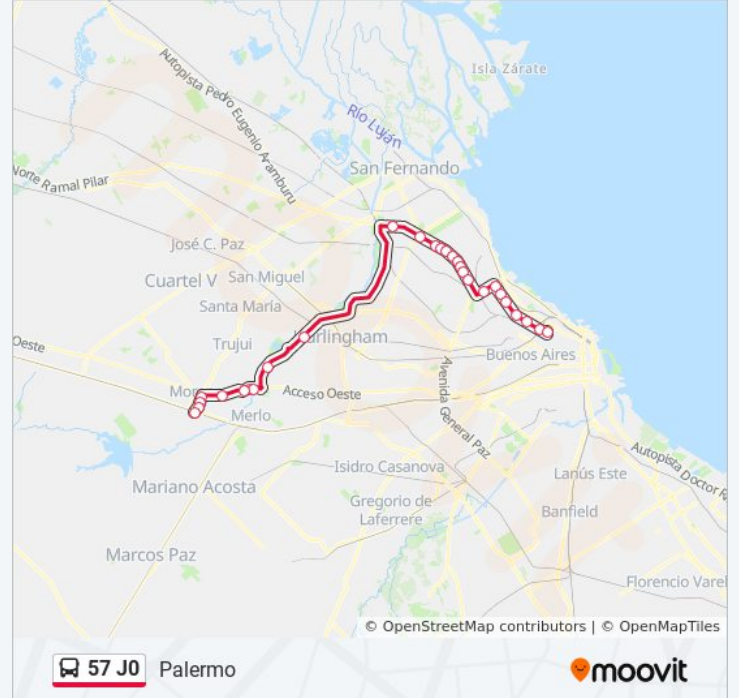 Isla Zárate
Autopista Pedro Eugenio Aramburu
Río Luján
San Fernando
Norte Ramal Pilar
José C. Paz
Cuartel V
San Miguel
Santa María
Hurlingham
Trujui
Oeste
Buenos Aires
Mor
Acceso Oeste
Merlo
Avenida General Paz
Isidro Casanova
Autopista Doctor R
Lanús Este
Mariano Acosta
Gregorio de
Laferrere
Banfield
Marcos Paz
Florencio Varel
© OpenStreetMap contributors | © OpenMapTiles
57 J0 Palermo
moovit